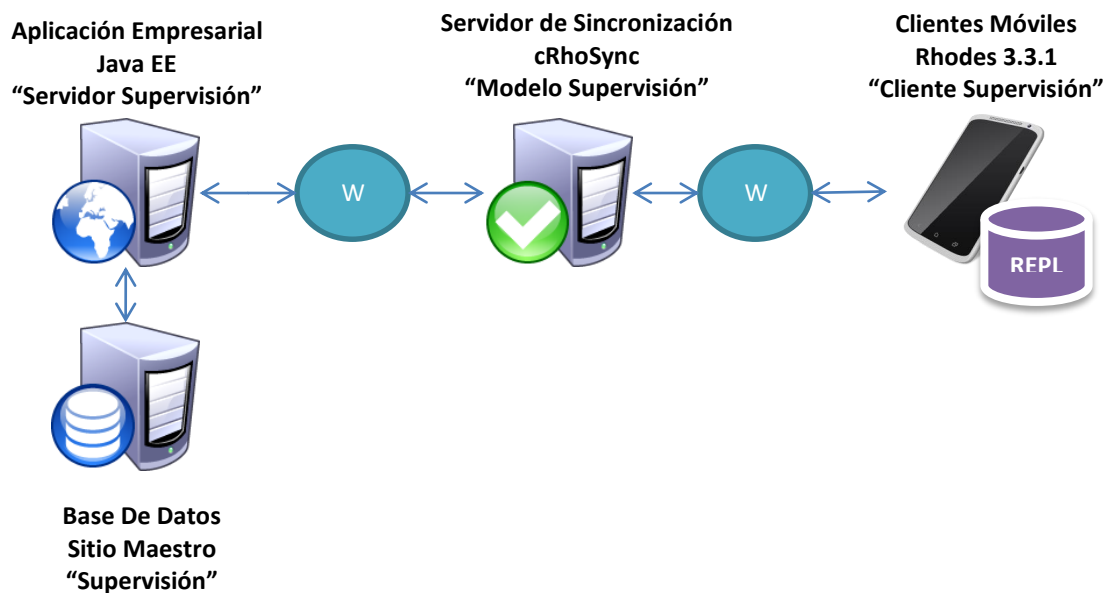 Aplicación Empresarial
Java EE
“Servidor Supervisión”
Servidor de Sincronización
cRhoSync
“Modelo Supervisión”
Clientes Móviles
Rhodes 3.3.1
“Cliente Supervisión”
W
W
REPL
Base De Datos
Sitio Maestro
“Supervisión”